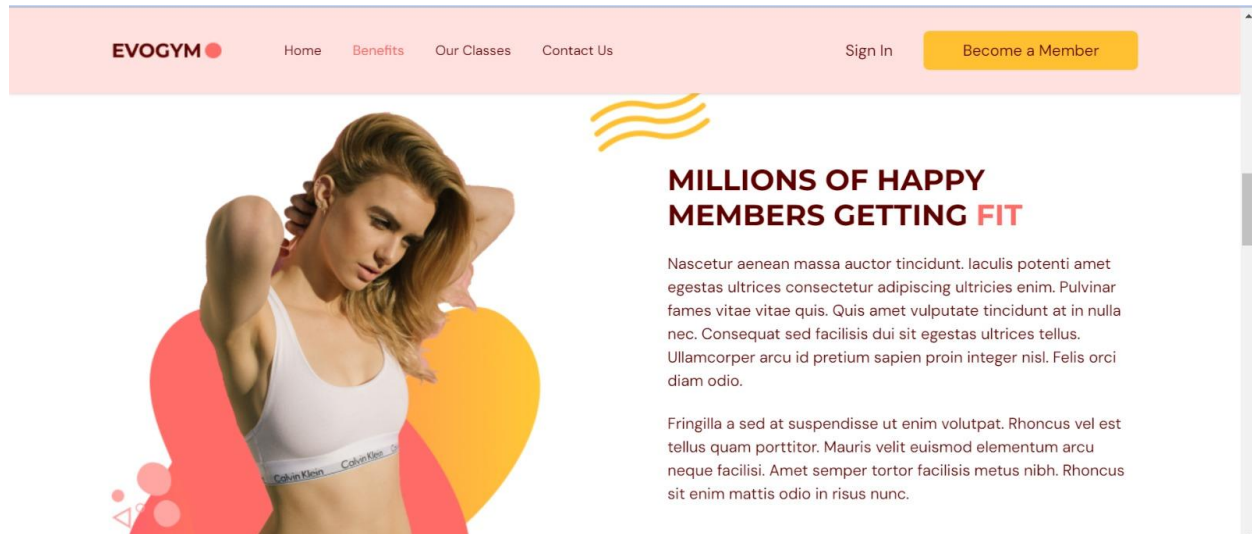 EVOGYM
Home
Benefits
Our Classes
Contact Us
Sign In
Become a Member
MILLIONS OF HAPPY
MEMBERS GETTING FIT
Nascetur aenean massa auctor tincidunt. Iaculis potenti amet
egestas ultrices consectetur adipiscing ultricies enim. Pulvinar
fames vitae vitae quis. Quis amet vulputate tincidunt at in nulla
nec. Consequat sed facilisis dui sit egestas ultrices tellus.
Ullamcorper arcu id pretium sapien proin integer nisl. Felis orci
diam odio.
Fringilla a sed at suspendisse ut enim volutpat. Rhoncus vel est
tellus quam porttitor. Mauris velit euismod elementum arcu
neque facilisi. Amet semper tortor facilisis metus nibh. Rhoncus
sit enim mattis odio in risus nunc.
Calvin Klein Calvin Klein